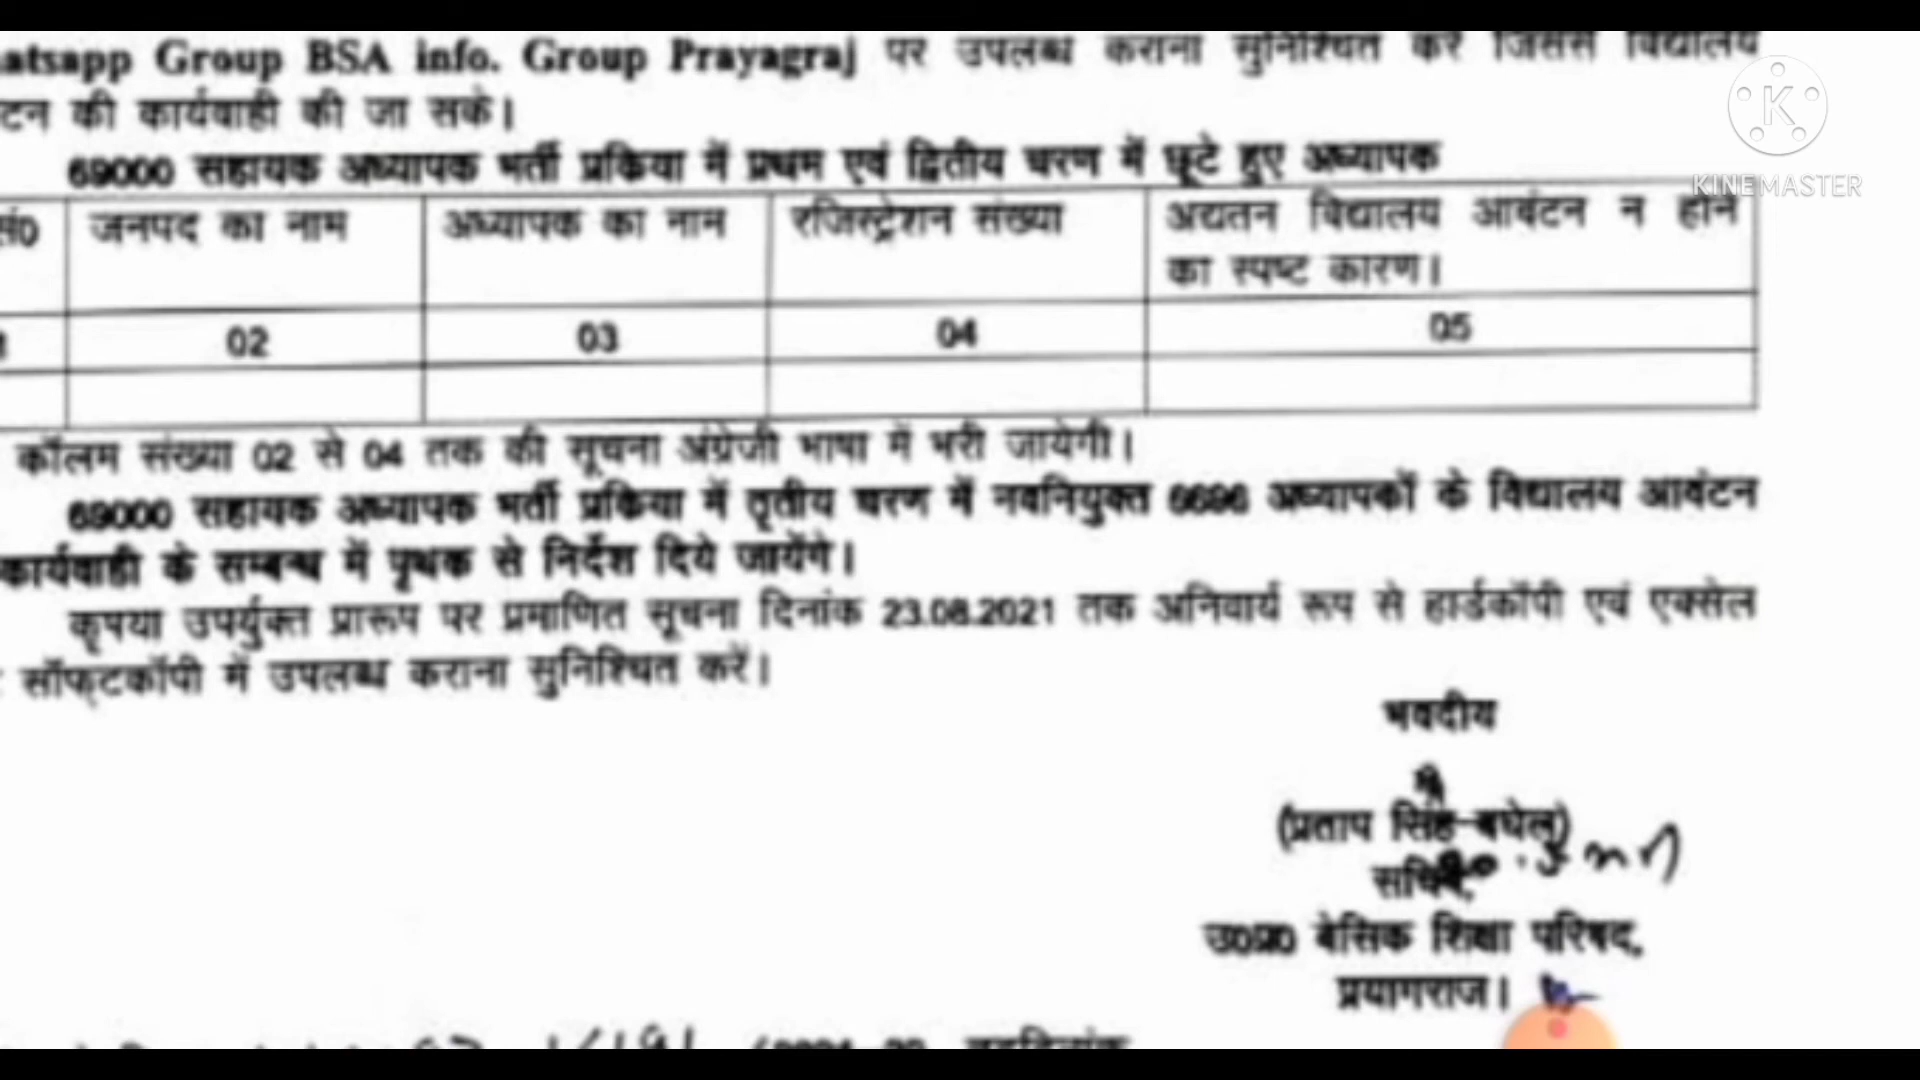 atsapp Group BSA info. Group Prayagraj पर उपलब्ध कराना सुनिश्चित करें जिससे विद्यालय
टन की कार्यवाही की जा सके।
69000 सहायक अध्यापक भर्ती प्रकिया में प्रथम एवं द्वितीय चरण में छूटे हुए अध्यापक
सं0 जनपद का नाम अध्यापक का नाम रजिस्ट्रेशन संख्या अद्यतन विद्यालय आवंटन न होने
का स्पष्ट कारण।
02 03 04 05
कॉलम संख्या 02 से 04 तक की सूचना अंग्रेजी भाषा में भरी जायेगी।
69000 सहायक अध्यापक भर्ती प्रकिया में तृतीय चरण में नवनियुक्त 6696 अध्यापकों के विद्यालय आवंटन
कार्यवाही के सम्बन्ध में पृथक से निर्देश दिये जायेंगे।
कृपया उपर्युक्त प्रारूप पर प्रमाणित सूचना दिनांक 23.08.2021 तक अनिवार्य रूप से हार्डकॉपी एवं एक्सेल
सॉफ्टकॉपी में उपलब्ध कराना सुनिश्चित करें।
भवदीय
(प्रताप सिंह बघेल)
सचिव,
उ0प्र0 बेसिक शिक्षा परिषद,
प्रयागराज।
K
KINEMASTER